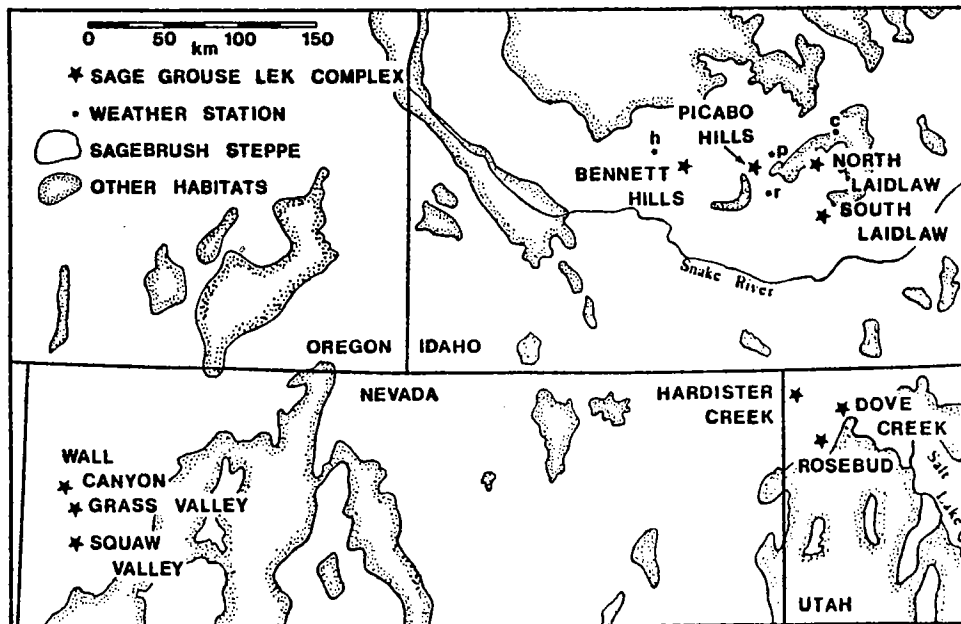 0 50 100 150
km
SAGE GROUSE LEK COMPLEX
WEATHER STATION
SAGEBRUSH STEPPE
OTHER HABITATS
h
BENNETT
HILLS
PICABO
HILLS
p
r
c
NORTH
LAIDLAW
SOUTH
LAIDLAW
Snake River
OREGON
IDAHO
NEVADA
HARDISTER
CREEK
DOVE
CREEK
ROSEBUD
Salt
Lake
WALL
CANYON
GRASS VALLEY
SQUAW
VALLEY
UTAH